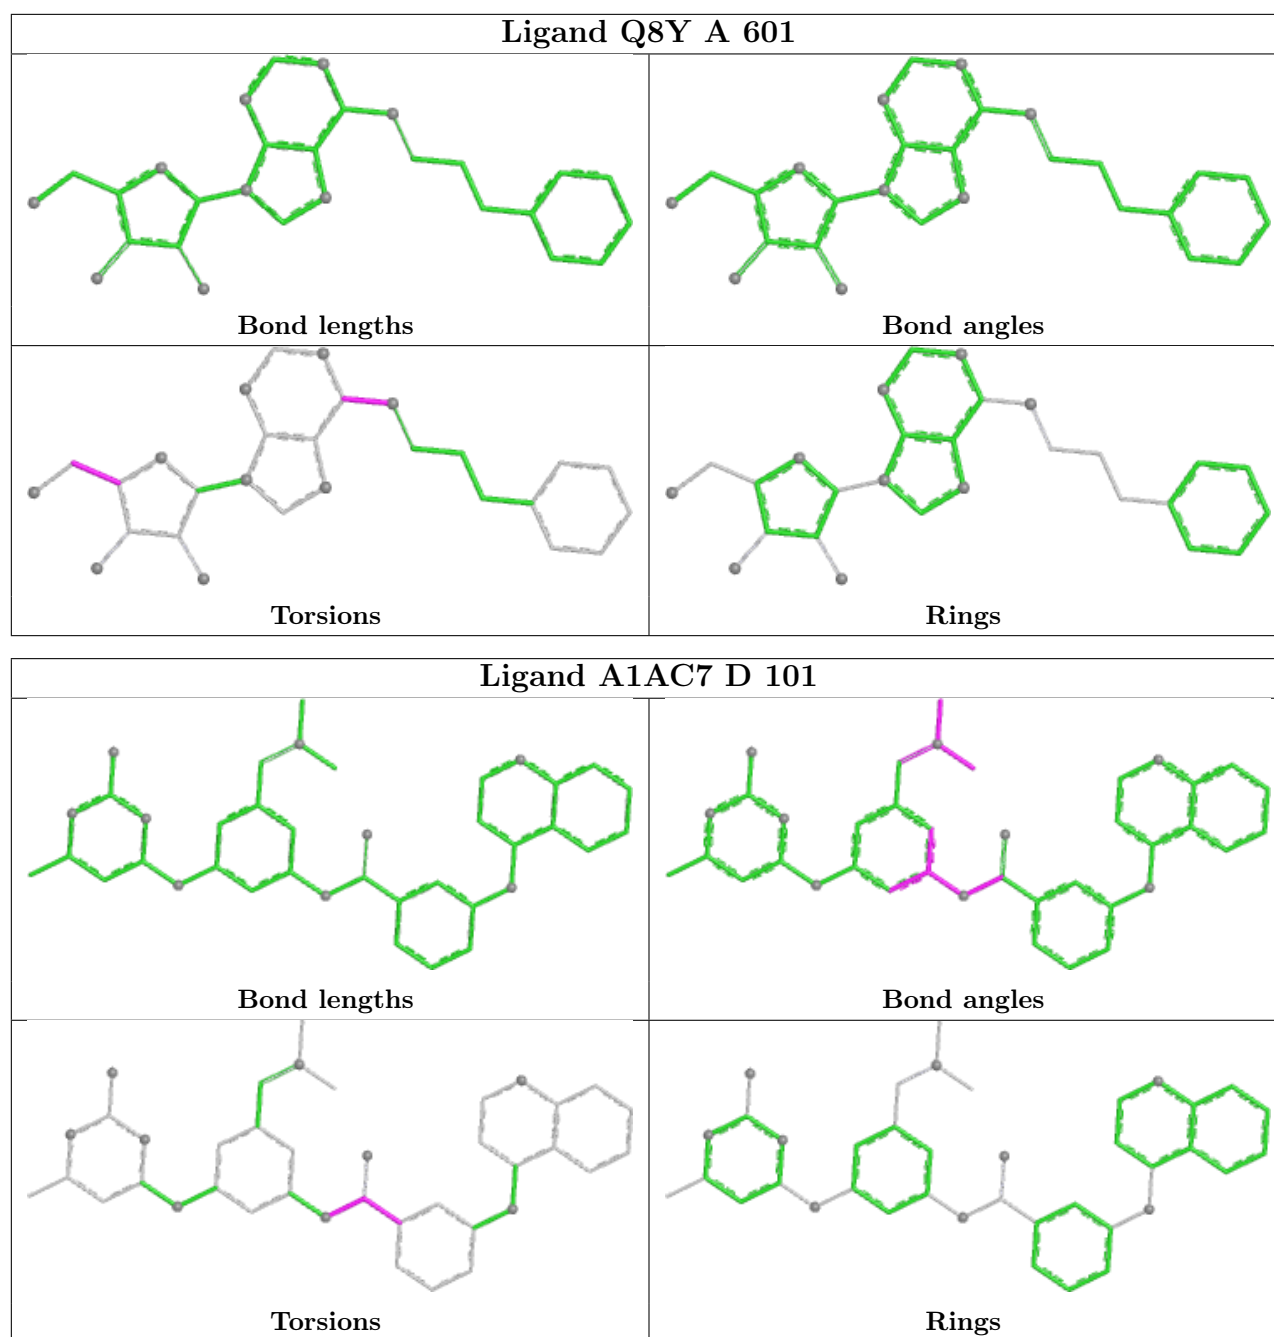 Ligand Q8Y A 601
Bond lengths
Bond angles
Torsions
Rings
Ligand A1AC7 D 101
Bond lengths
Bond angles
Torsions
Rings